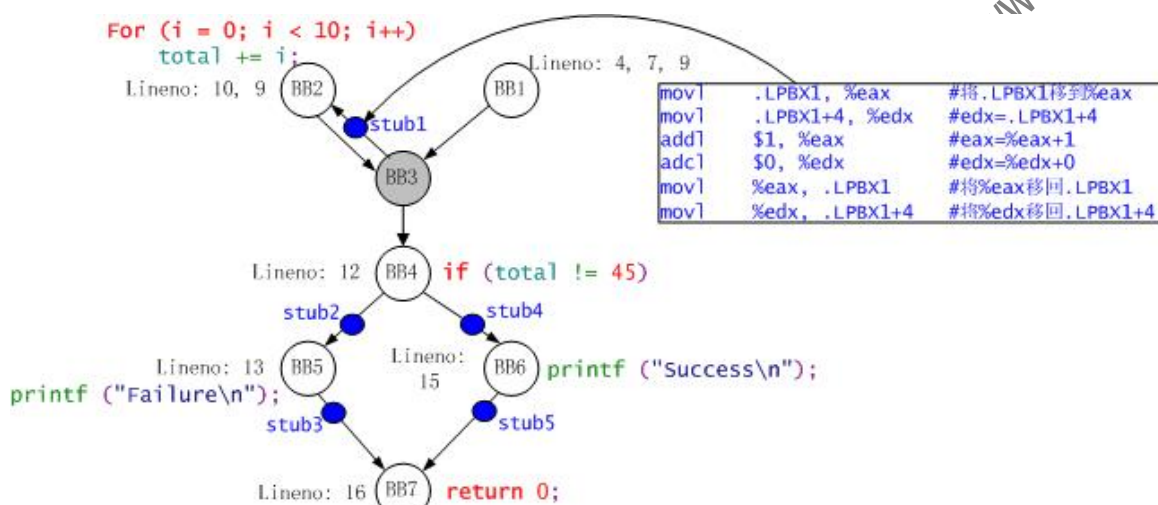 For (i = 0; i < 10; i++)
total += i;
Lineno: 10, 9
BB2
BB1
Lineno: 4, 7, 9
stub1
BB3
movl .LPBX1, %eax #将.LPBX1移到%eax
movl .LPBX1+4, %edx #edx=.LPBX1+4
addl $1, %eax #eax=%eax+1
adcl $0, %edx #edx=%edx+0
movl %eax, .LPBX1 #将%eax移回.LPBX1
movl %edx, .LPBX1+4 #将%edx移回.LPBX1+4
Lineno: 12
BB4
if (total != 45)
stub2
stub4
Lineno: 13
BB5
Lineno:
15
BB6
printf ("Success\n");
printf ("Failure\n");
stub3
stub5
Lineno: 16
BB7
return 0;